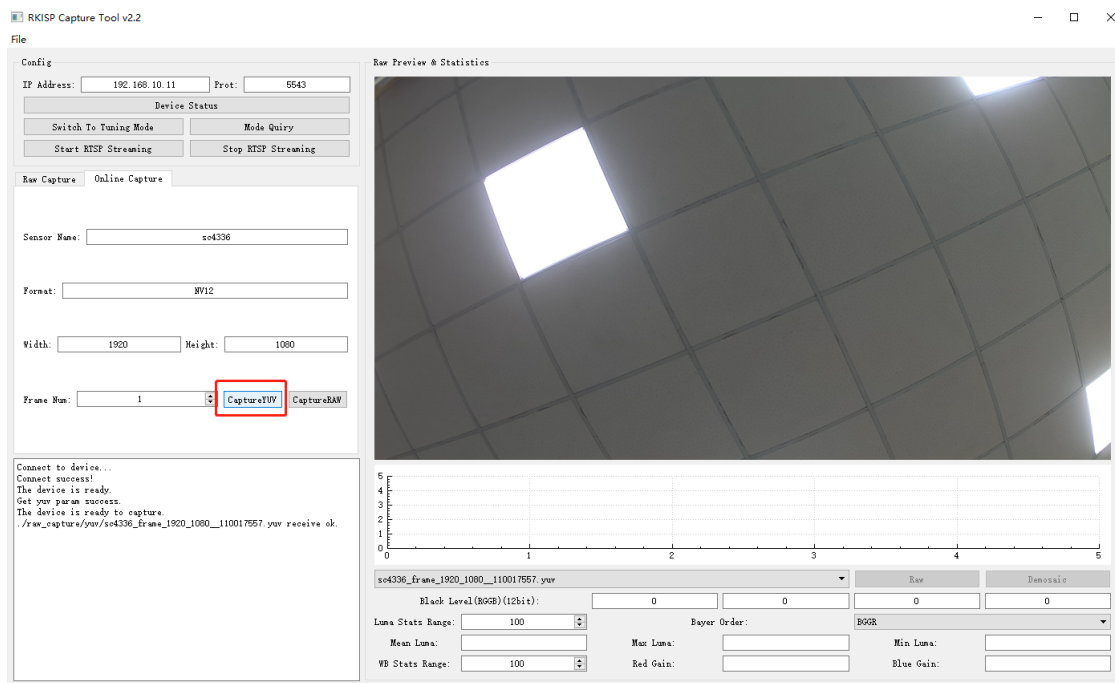 RKISP Capture Tool v2.2
File
Config
IP Address: 192.168.10.11 Prot: 5543
Device Status
Switch To Tuning Mode Mode Quiry
Start RTSP Streaming Stop RTSP Streaming
Raw Capture Online Capture
Sensor Name: sc4336
Format: NV12
Width: 1920 Height: 1080
Frame Num: 1 CaptureYUV CaptureRAW
Connect to device...
Connect success!
The device is ready.
Get yuv param success.
The device is ready to capture.
./raw_capture/yuv/sc4336_frame_1920_1080__110017557.yuv receive ok.
Raw Preview & Statistics
5
4
3
2
1
0
0 1 2 3 4 5
sc4336_frame_1920_1080__110017557.yuv Raw Demosaic
Black Level(RGGB)(12bit): 0 0 0 0
Luma Stats Range: 100 Bayer Order: BGGR
Mean Luma: Max Luma: Min Luma:
WB Stats Range: 100 Red Gain: Blue Gain: